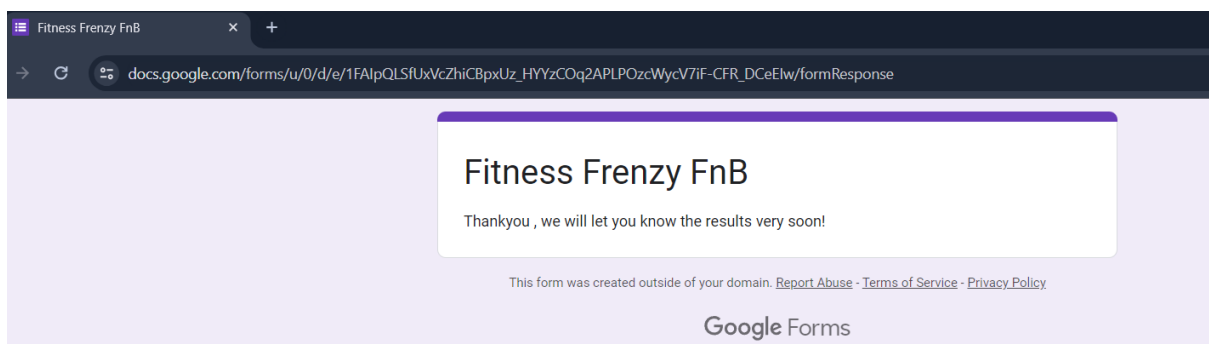 Fitness Frenzy FnB
docs.google.com/forms/u/0/d/e/1FAIpQLSfUxVcZhiCBpxUz_HYYzCOq2APLPOzcWycV7iF-CFR_DCeEIw/formResponse
Fitness Frenzy FnB
Thankyou , we will let you know the results very soon!
This form was created outside of your domain. Report Abuse - Terms of Service - Privacy Policy
Google Forms